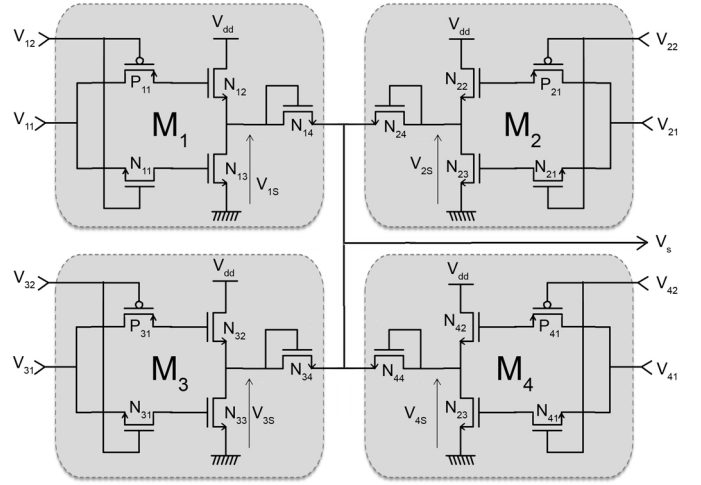 V12
Vdd
Vdd
V22
P11
N12
N22
P21
V11
M1
N14
N24
M2
V21
N11
N13
V1S
V2S
N23
N21
Vs
V32
Vdd
Vdd
V42
P31
N32
N42
P41
V31
M3
N34
N44
M4
V41
N31
N33
V3S
V4S
N23
N41